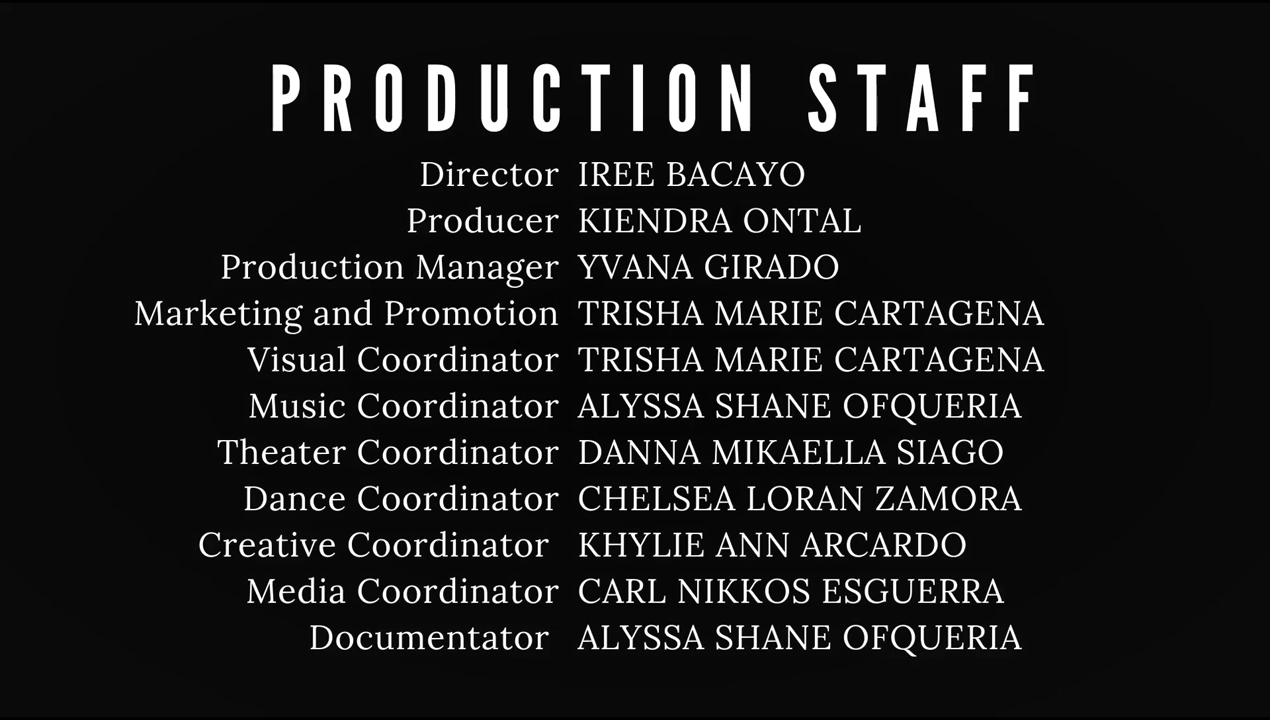 PRODUCTION STAFF
Director IREE BACAYO
Producer KIENDRA ONTAL
Production Manager YVANA GIRADO
Marketing and Promotion TRISHA MARIE CARTAGENA
Visual Coordinator TRISHA MARIE CARTAGENA
Music Coordinator ALYSSA SHANE OFQUERIA
Theater Coordinator DANNA MIKAELLA SIAGO
Dance Coordinator CHELSEA LORAN ZAMORA
Creative Coordinator KHYLIE ANN ARCARDO
Media Coordinator CARL NIKKOS ESGUERRA
Documentator ALYSSA SHANE OFQUERIA